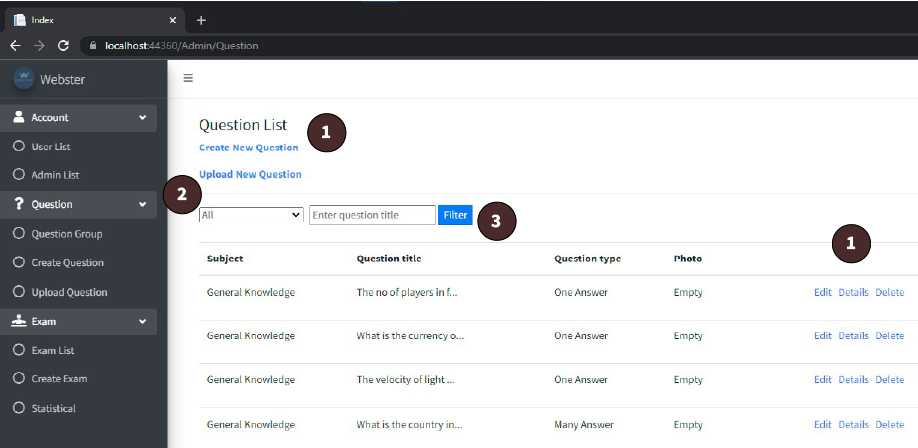 Index
localhost:44360/Admin/Question
Webster
Account
User List
Admin List
Question
Question Group
Create Question
Upload Question
Exam
Exam List
Create Exam
Statistical
Question List
1
Create New Question
Upload New Question
2
All Enter question title Filter
3
1
Subject Question title Question type Photo
General Knowledge The no of players in f... One Answer Empty Edit Details Delete
General Knowledge What is the currency o... One Answer Empty Edit Details Delete
General Knowledge The velocity of light ... One Answer Empty Edit Details Delete
General Knowledge What is the country in... Many Answer Empty Edit Details Delete